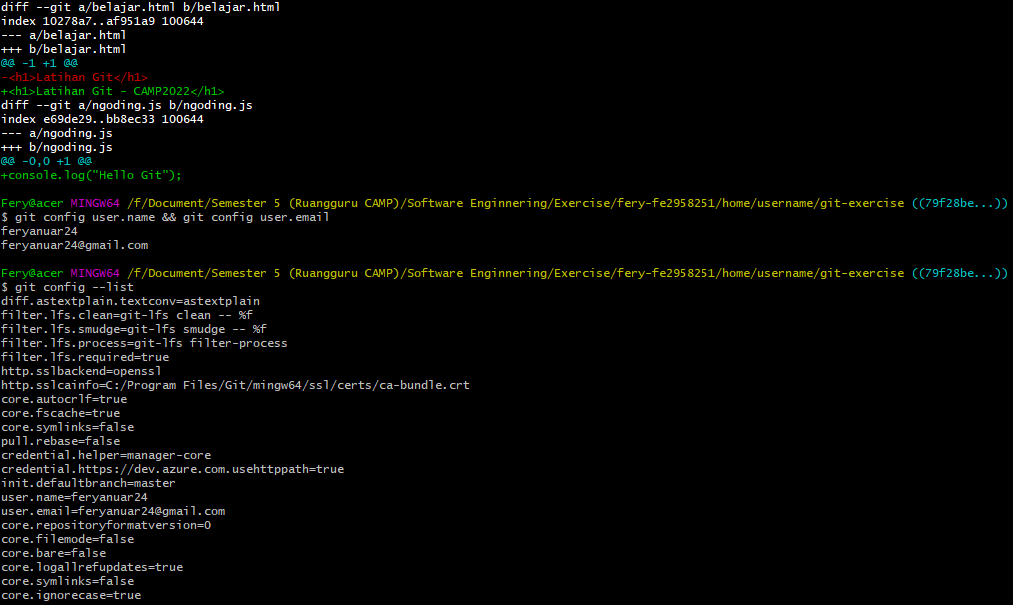 diff --git a/belajar.html b/belajar.html
index 10278a7..af951a9 100644
--- a/belajar.html
+++ b/belajar.html
@@ -1 +1 @@
-<h1>Latihan Git</h1>
+<h1>Latihan Git - CAMP2022</h1>
diff --git a/ngoding.js b/ngoding.js
index e69de29..bb8ec33 100644
--- a/ngoding.js
+++ b/ngoding.js
@@ -0,0 +1 @@
+console.log("Hello Git");
Fery@acer MINGW64 /f/Document/Semester 5 (Ruangguru CAMP)/Software Enginnering/Exercise/fery-fe2958251/home/username/git-exercise ((79f28be...))
$ git config user.name && git config user.email
feryanuar24
feryanuar24@gmail.com
Fery@acer MINGW64 /f/Document/Semester 5 (Ruangguru CAMP)/Software Enginnering/Exercise/fery-fe2958251/home/username/git-exercise ((79f28be...))
$ git config --list
diff.astextplain.textconv=astextplain
filter.lfs.clean=git-lfs clean -- %f
filter.lfs.smudge=git-lfs smudge -- %f
filter.lfs.process=git-lfs filter-process
filter.lfs.required=true
http.sslbackend=openssl
http.sslcainfo=C:/Program Files/Git/mingw64/ssl/certs/ca-bundle.crt
core.autocrlf=true
core.fscache=true
core.symlinks=false
pull.rebase=false
credential.helper=manager-core
credential.https://dev.azure.com.usehttppath=true
init.defaultbranch=master
user.name=feryanuar24
user.email=feryanuar24@gmail.com
core.repositoryformatversion=0
core.filemode=false
core.bare=false
core.logallrefupdates=true
core.symlinks=false
core.ignorecase=true